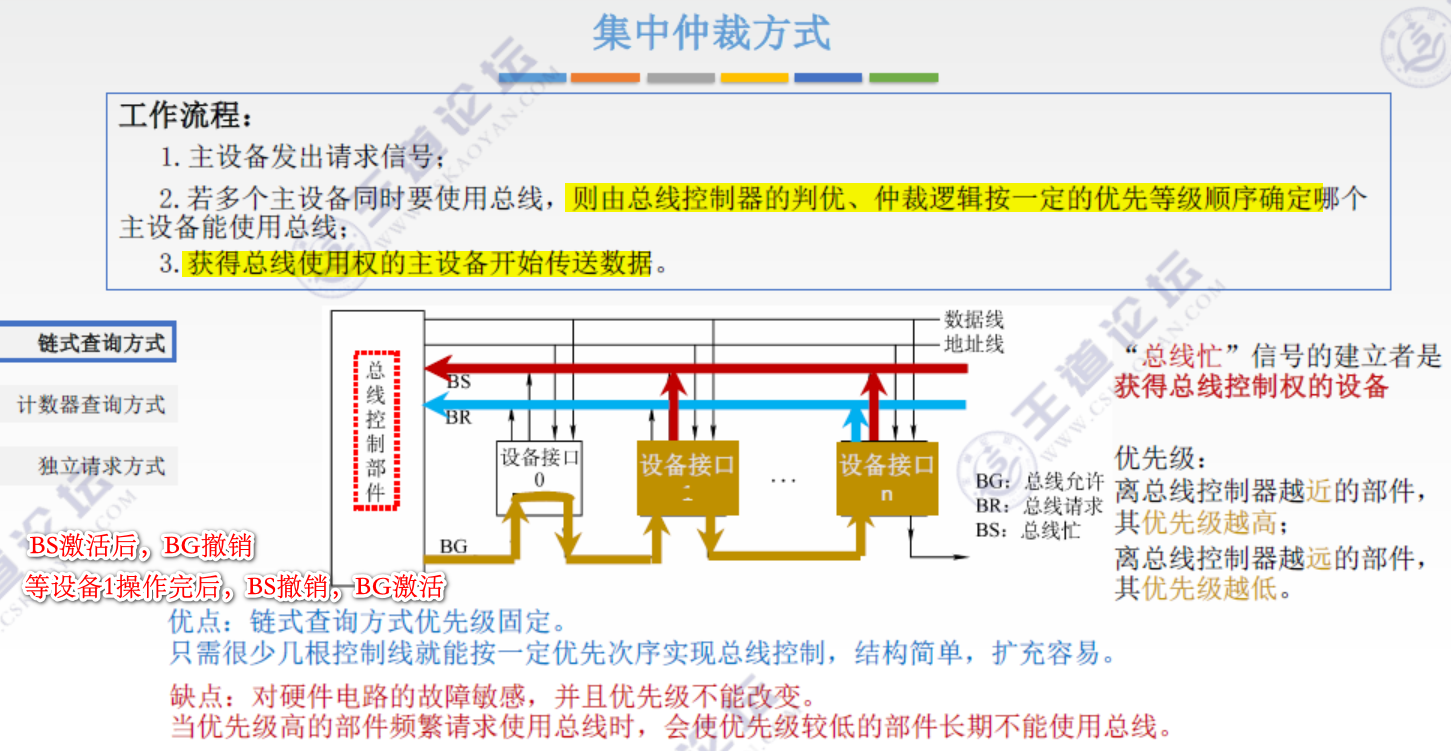 集中仲裁方式
工作流程：
1. 主设备发出请求信号；
2. 若多个主设备同时要使用总线，则由总线控制器的判优、仲裁逻辑按一定的优先等级顺序确定哪个
主设备能使用总线；
3. 获得总线使用权的主设备开始传送数据。
链式查询方式
计数器查询方式
独立请求方式
总线控制部件
数据线
地址线
BS
BR
设备接口
0
设备接口
1
...
设备接口
n
BG
BG：总线允许
BR：总线请求
BS：总线忙
“总线忙”信号的建立者是
获得总线控制权的设备
优先级：
离总线控制器越近的部件，
其优先级越高；
离总线控制器越远的部件，
其优先级越低。
BS激活后，BG撤销
等设备1操作完后，BS撤销，BG激活
优点：链式查询方式优先级固定。
只需很少几根控制线就能按一定优先次序实现总线控制，结构简单，扩充容易。
缺点：对硬件电路的故障敏感，并且优先级不能改变。
当优先级高的部件频繁请求使用总线时，会使优先级较低的部件长期不能使用总线。
王道论坛
WWW.CSKAOYAN.COM
王道论坛
WWW.CSKAOYAN.COM